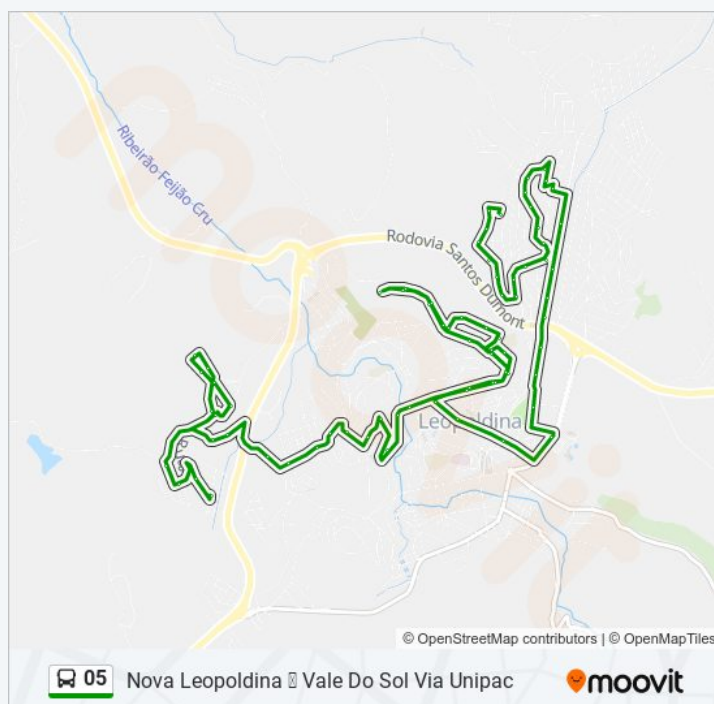 Ribeirão Feijão Cru
Rodovia Santos Dumont
Leopoldina
© OpenStreetMap contributors | © OpenMapTiles
05 Nova Leopoldina  Vale Do Sol Via Unipac
moovit